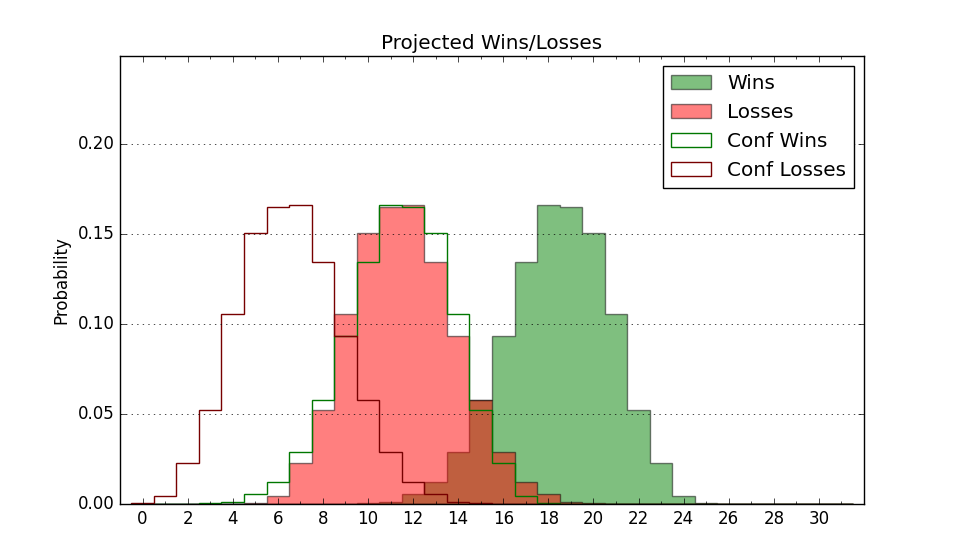 Projected Wins/Losses
Wins
Losses
Conf Wins
Conf Losses
Probability
0.20
0.15
0.10
0.05
0.00
0 2 4 6 8 10 12 14 16 18 20 22 24 26 28 30